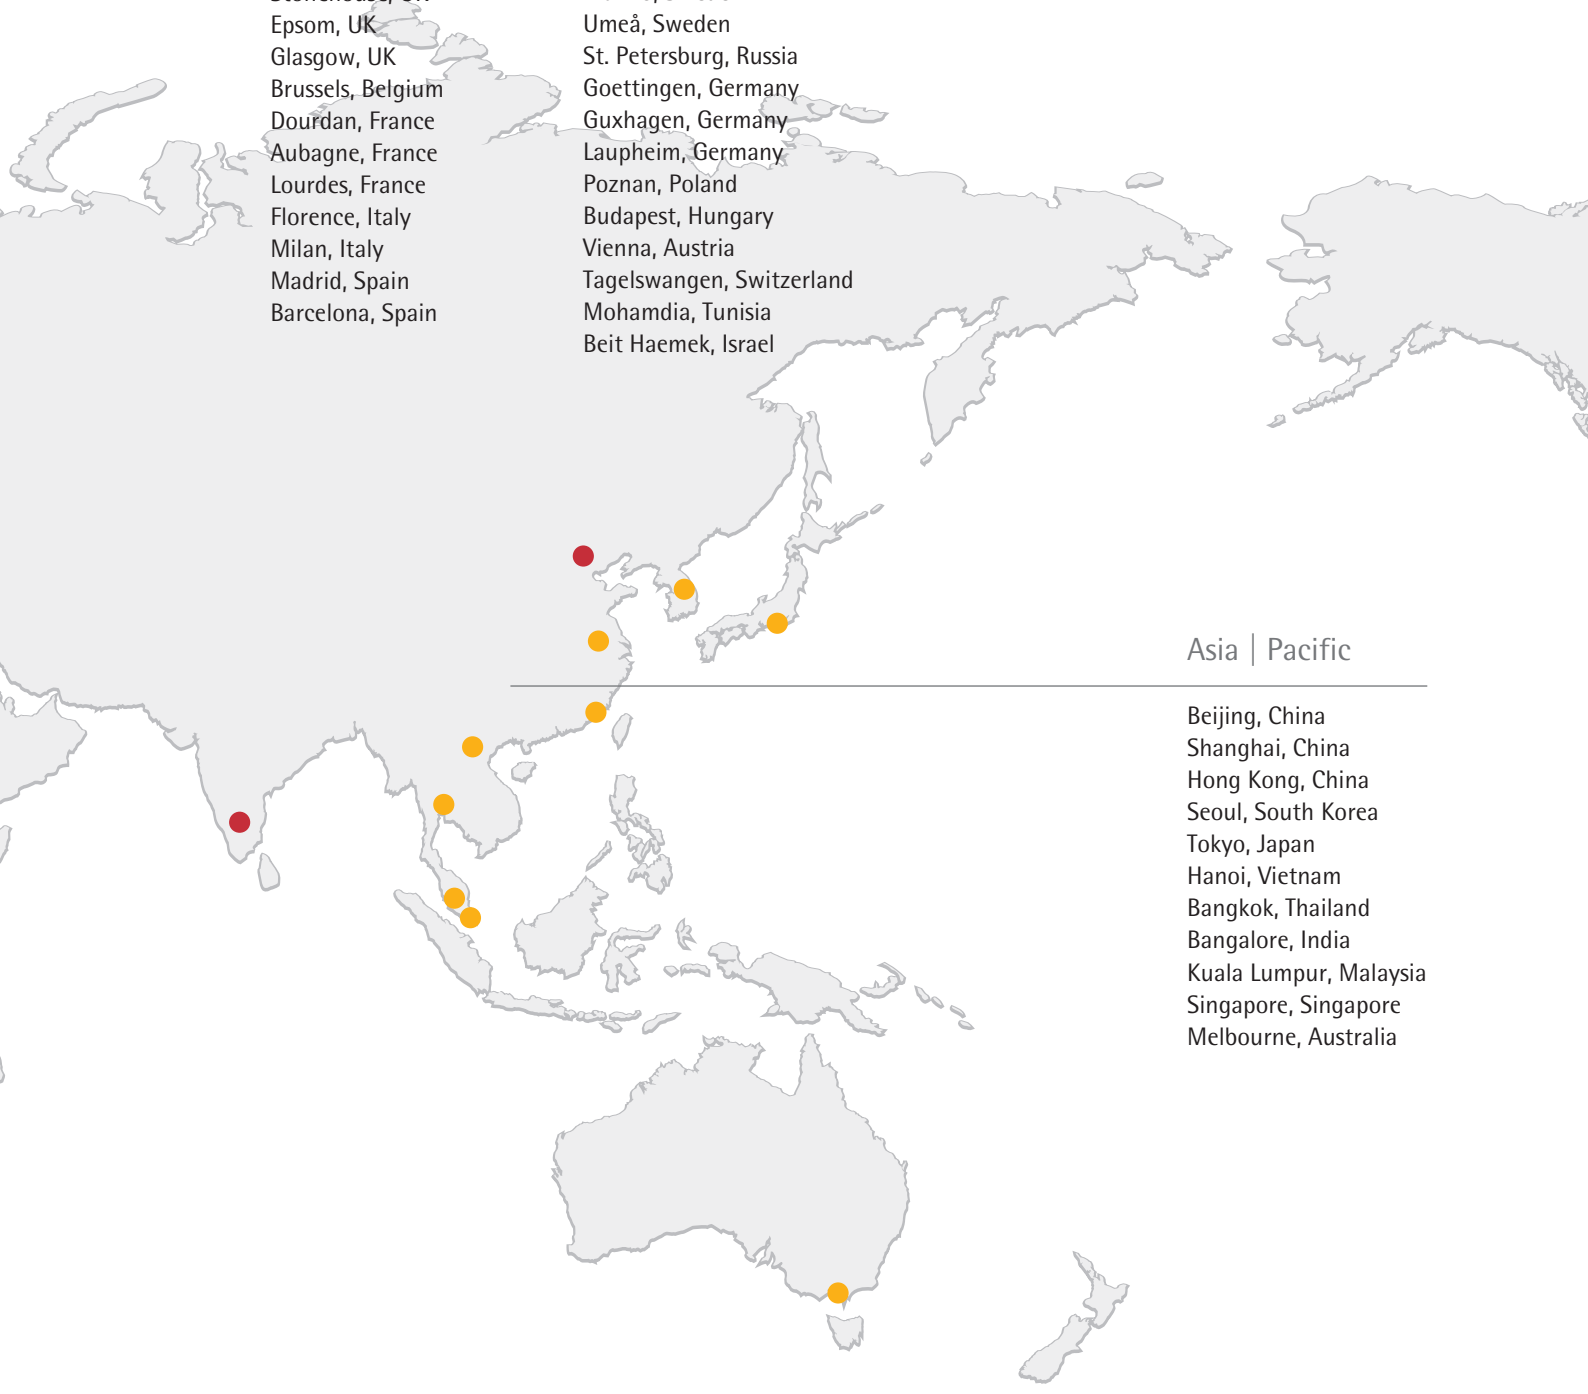 Epsom, UK
Glasgow, UK
Brussels, Belgium
Dourdan, France
Aubagne, France
Lourdes, France
Florence, Italy
Milan, Italy
Madrid, Spain
Barcelona, Spain
Umeå, Sweden
St. Petersburg, Russia
Goettingen, Germany
Guxhagen, Germany
Laupheim, Germany
Poznan, Poland
Budapest, Hungary
Vienna, Austria
Tagelswangen, Switzerland
Mohamdia, Tunisia
Beit Haemek, Israel
Asia | Pacific
Beijing, China
Shanghai, China
Hong Kong, China
Seoul, South Korea
Tokyo, Japan
Hanoi, Vietnam
Bangkok, Thailand
Bangalore, India
Kuala Lumpur, Malaysia
Singapore, Singapore
Melbourne, Australia